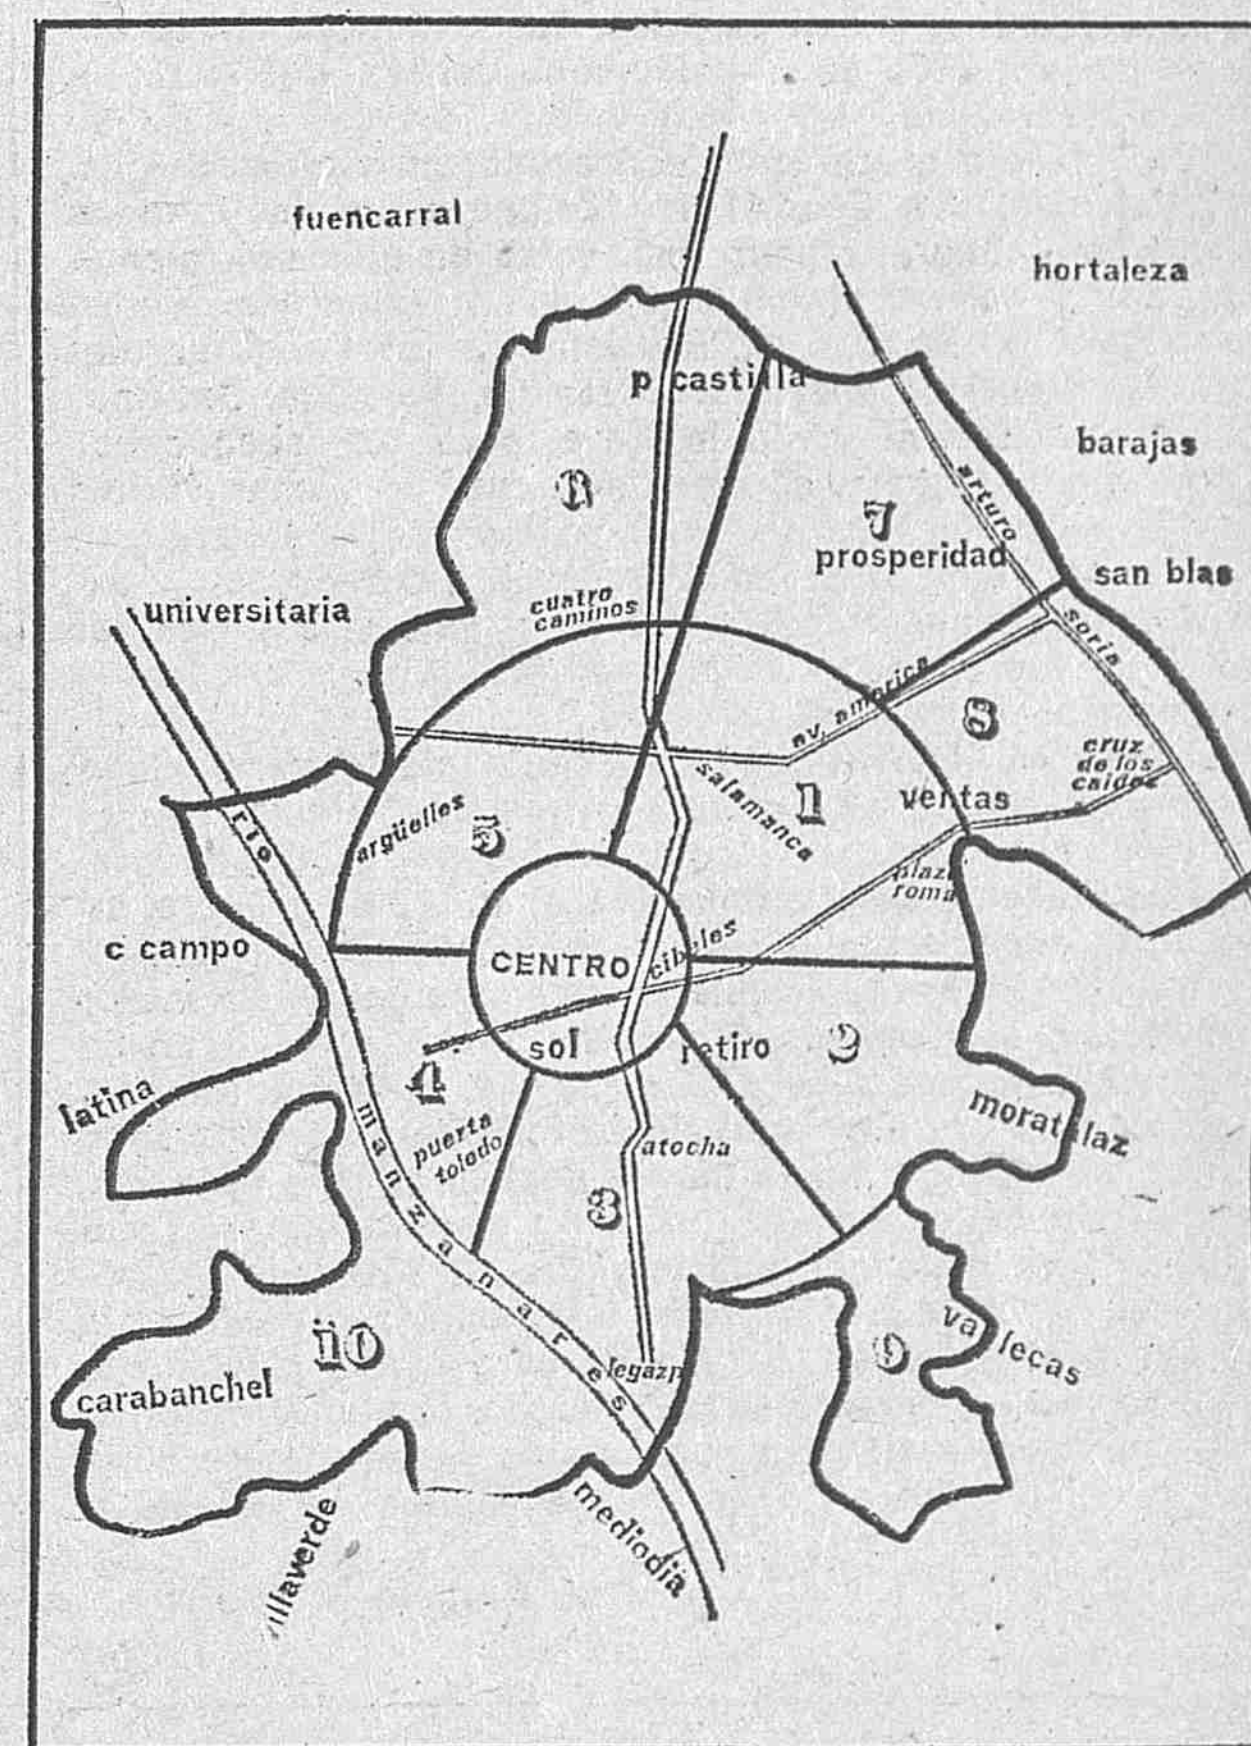 fuencarral
hortaleza
p castilla
barajas
arturo
7
prosperidad
san blas
cuatro
caminos
universitaria
soria
av. america
8
cruz
de los
caidos
salamanca
1
ventas
argüelles
5
rio
plaza
roma
c campo
CENTRO
cibeles
sol
retiro
2
4
latina
moratalaz
puerta
toledo
atocha
manzanares
3
10
vallecas
9
carabanchel
legazpi
mediodia
villaverde